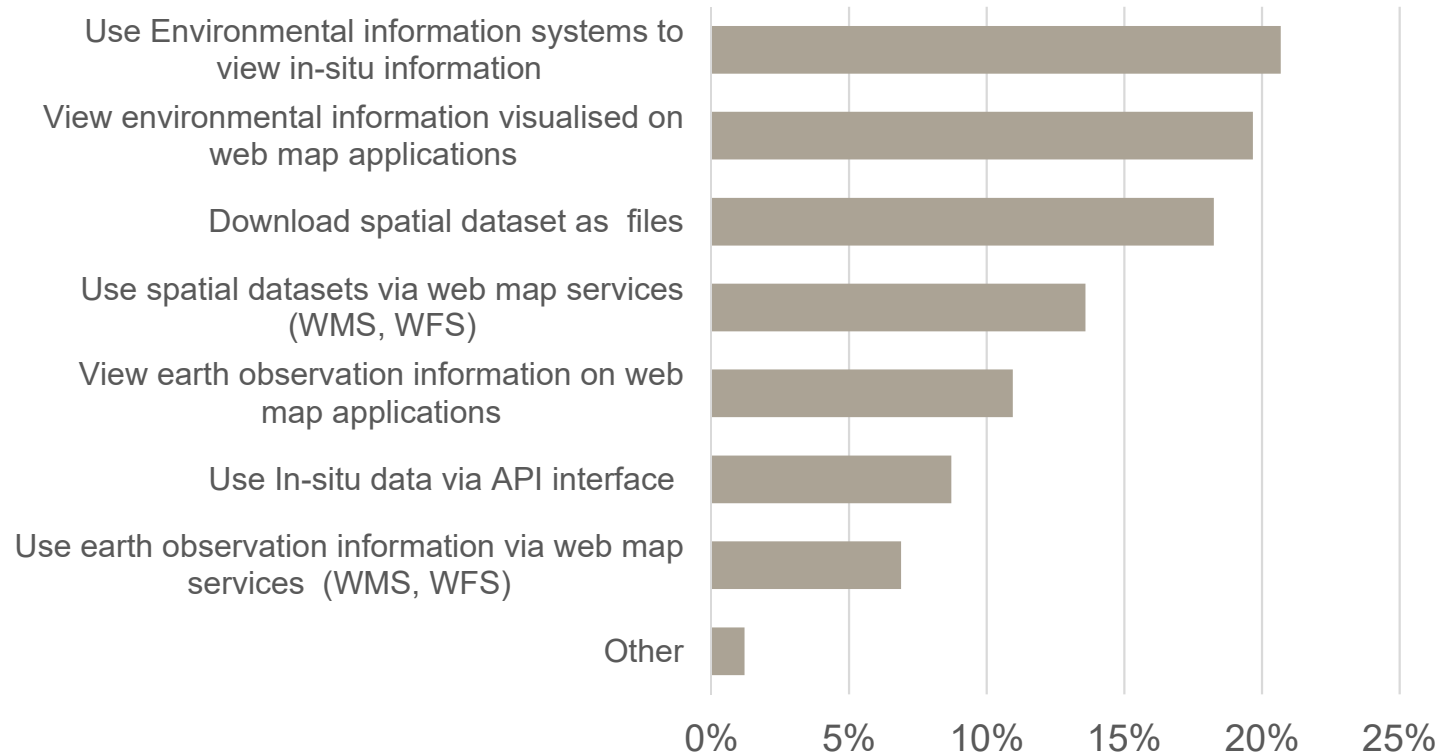 Use Environmental information systems to
view in-situ information
View environmental information visualised on
web map applications
Download spatial dataset as  files
Use spatial datasets via web map services
(WMS, WFS)
View earth observation information on web
map applications
Use In-situ data via API interface
Use earth observation information via web map
services  (WMS, WFS)
Other
0% 5% 10% 15% 20% 25%